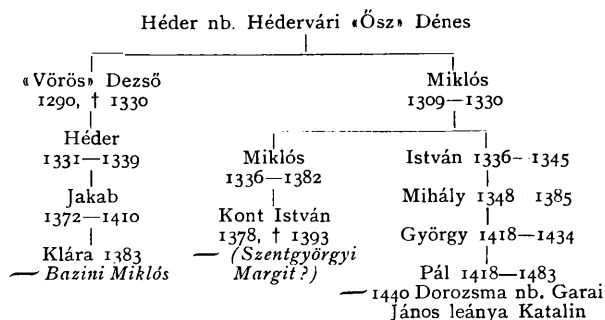 Héder nb. Hédervári «Ősz» Dénes
«Vörös» Dezső
1290, † 1330
Miklós
1309—1330
Héder
1331—1339
Miklós
1336—1382
István 1336- 1345
Jakab
1372—1410
Mihály 1348 1385
Kont István
1378, † 1393
György 1418—1434
Klára 1383
— Bazini Miklós
— (Szentgyörgyi
Margit?)
Pál 1418—1483
— 1440 Dorozsma nb. Garai
János leánya Katalin